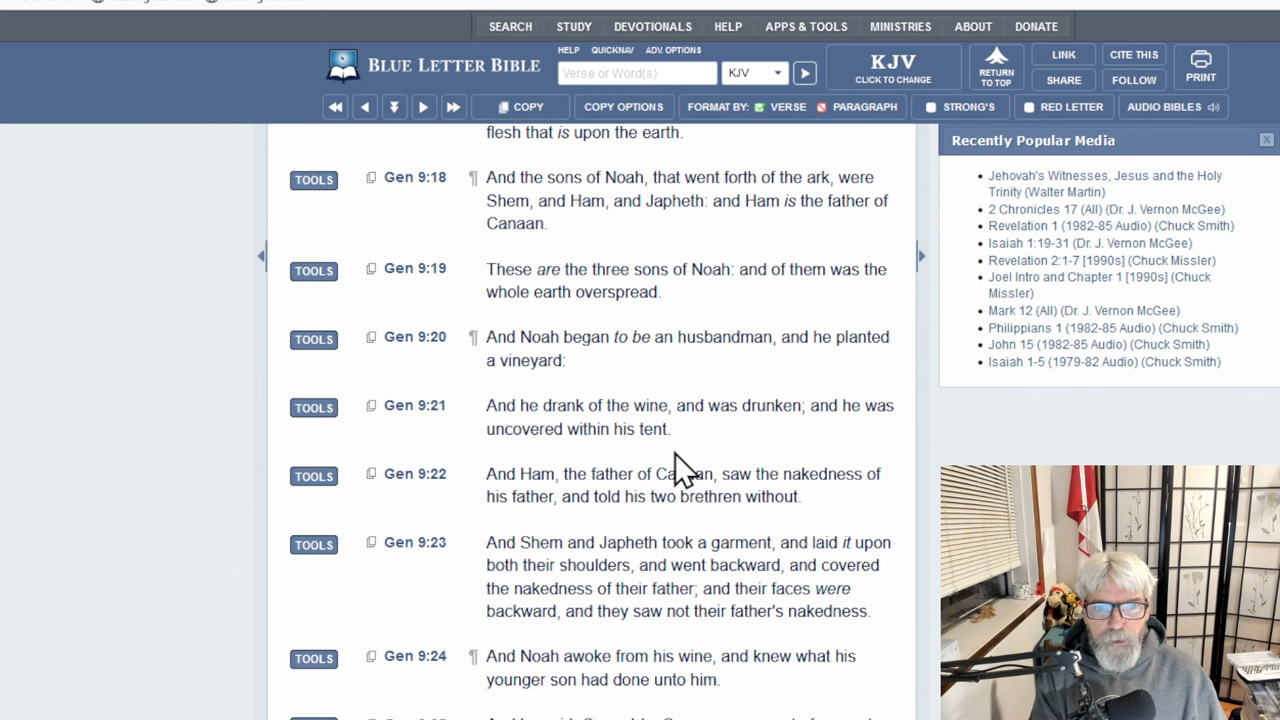 SEARCH STUDY DEVOTIONALS HELP APPS & TOOLS MINISTRIES ABOUT DONATE
BLUE LETTER BIBLE
HELP QUICKNAV ADV. OPTIONS
Verse or Word(s) KJV
KJV
CLICK TO CHANGE
RETURN
TO TOP
LINK CITE THIS
SHARE FOLLOW
PRINT
COPY COPY OPTIONS FORMAT BY: VERSE PARAGRAPH STRONG'S RED LETTER AUDIO BIBLES
flesh that is upon the earth.
TOOLS Gen 9:18 ¶ And the sons of Noah, that went forth of the ark, were
Shem, and Ham, and Japheth: and Ham is the father of
Canaan.
TOOLS Gen 9:19 These are the three sons of Noah: and of them was the
whole earth overspread.
TOOLS Gen 9:20 ¶ And Noah began to be an husbandman, and he planted
a vineyard:
TOOLS Gen 9:21 And he drank of the wine, and was drunken; and he was
uncovered within his tent.
TOOLS Gen 9:22 And Ham, the father of Canaan, saw the nakedness of
his father, and told his two brethren without.
TOOLS Gen 9:23 And Shem and Japheth took a garment, and laid it upon
both their shoulders, and went backward, and covered
the nakedness of their father; and their faces were
backward, and they saw not their father's nakedness.
TOOLS Gen 9:24 ¶ And Noah awoke from his wine, and knew what his
younger son had done unto him.
Recently Popular Media
• Jehovah's Witnesses, Jesus and the Holy
Trinity (Walter Martin)
• 2 Chronicles 17 (All) (Dr. J. Vernon McGee)
• Revelation 1 (1982-85 Audio) (Chuck Smith)
• Isaiah 1:19-31 (Dr. J. Vernon McGee)
• Revelation 2:1-7 [1990s] (Chuck Missler)
• Joel Intro and Chapter 1 [1990s] (Chuck
Missler)
• Mark 12 (All) (Dr. J. Vernon McGee)
• Philippians 1 (1982-85 Audio) (Chuck Smith)
• John 15 (1982-85 Audio) (Chuck Smith)
• Isaiah 1-5 (1979-82 Audio) (Chuck Smith)